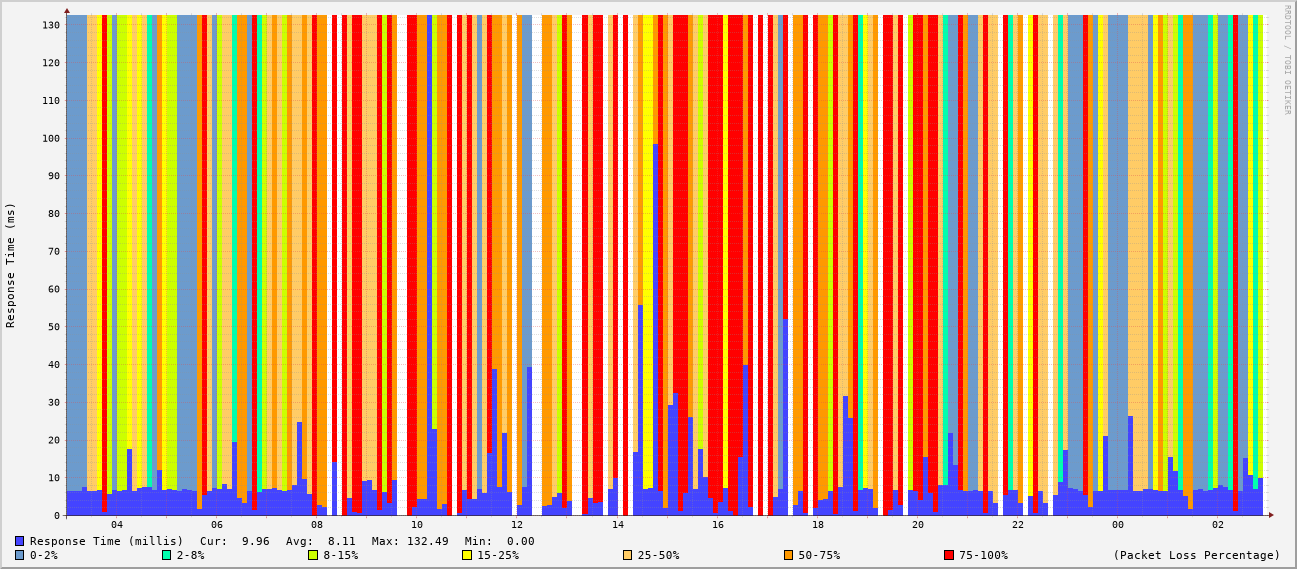 RRDTOOL / TOBI OETIKER
Response Time (ms)
130
120
110
100
90
80
70
60
50
40
30
20
10
0
04 06 08 10 12 14 16 18 20 22 00 02
Response Time (millis) Cur: 9.96 Avg: 8.11 Max: 132.49 Min: 0.00
0-2% 2-8% 8-15% 15-25% 25-50% 50-75% 75-100% (Packet Loss Percentage)